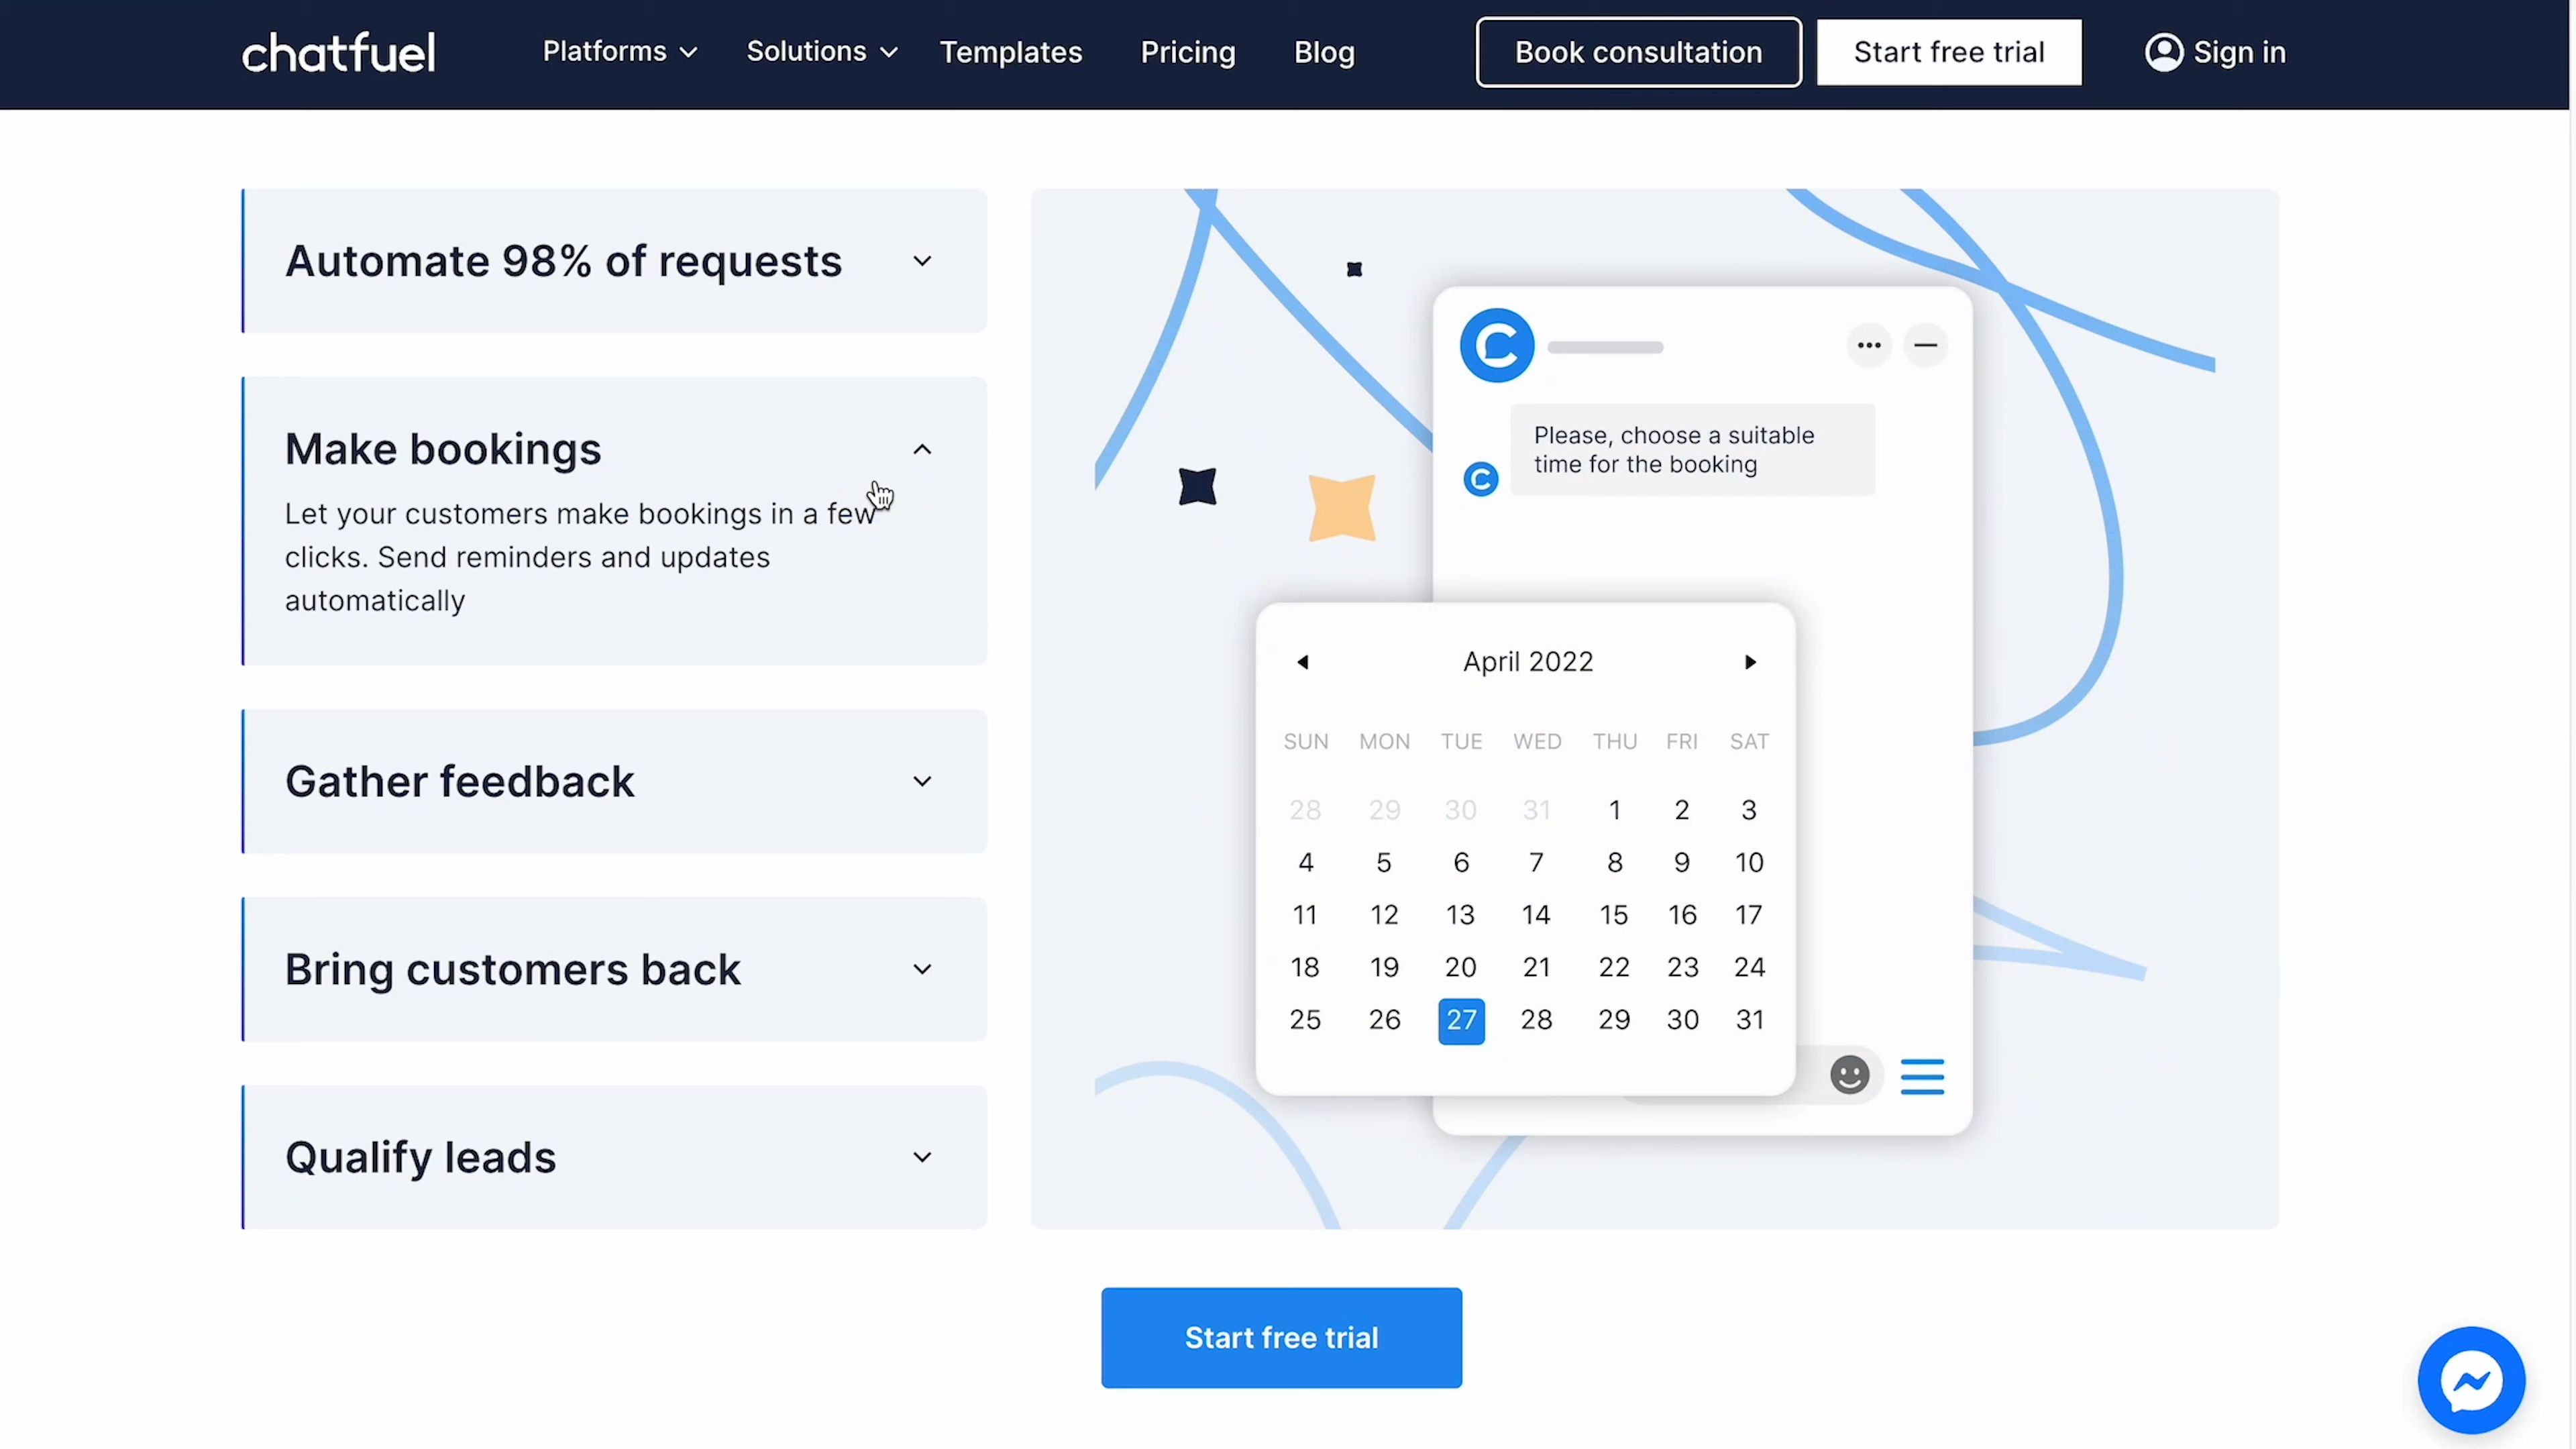 chatfuel
Platforms
Solutions
Templates
Pricing
Blog
Book consultation
Start free trial
Sign in
Automate 98% of requests
Make bookings
Let your customers make bookings in a few
clicks. Send reminders and updates
automatically
Gather feedback
Bring customers back
Qualify leads
Please, choose a suitable
time for the booking
April 2022
SUN MON TUE WED THU FRI SAT
28 29 30 31 1 2 3
4 5 6 7 8 9 10
11 12 13 14 15 16 17
18 19 20 21 22 23 24
25 26 27 28 29 30 31
Start free trial